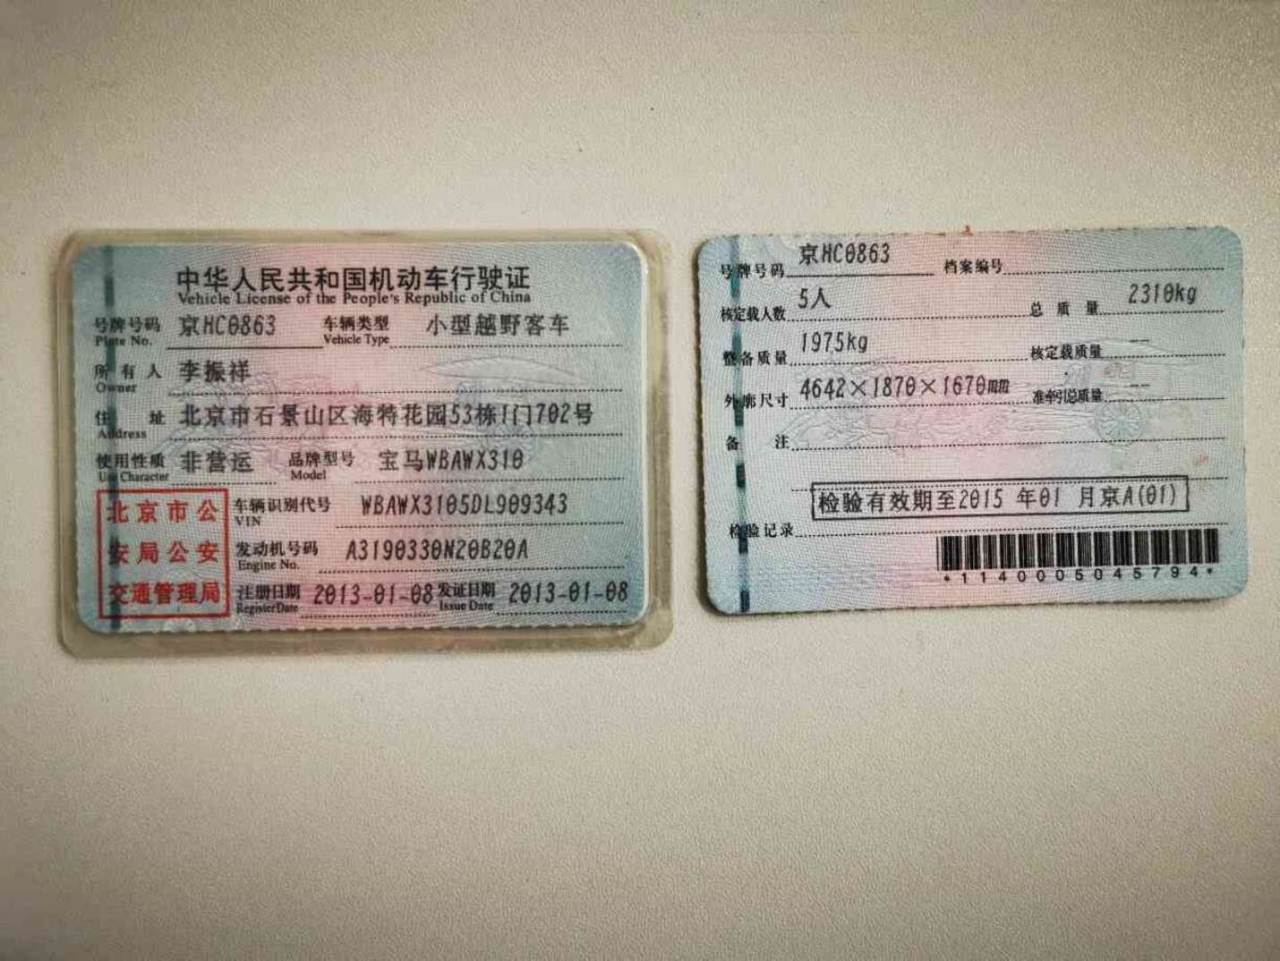 中华人民共和国机动车行驶证
Vehicle License of the People's Republic of China
号牌号码 京HC0863 车辆类型 小型越野客车
Plate No. Vehicle Type
所有人 李振祥
Owner
住址 北京市石景山区海特花园53栋1门702号
Address
使用性质 非营运 品牌型号 宝马WBAWX310
Use Character Model
北京市公
安局公安
交通管理局
车辆识别代号 WBAWX3105DL909343
VIN
发动机号码 A3190330N20B20A
Engine No.
注册日期 2013-01-08 发证日期 2013-01-08
Register Date Issue Date
号牌号码 京HC0863 档案编号
核定载人数 5人 总质量 2310kg
整备质量 1975kg 核定载质量 --
外廓尺寸 4642×1870×1670mm 准牵引总质量 --
备注
检验有效期至2015 年01 月京A(01)
检验记录
*1140005045794*